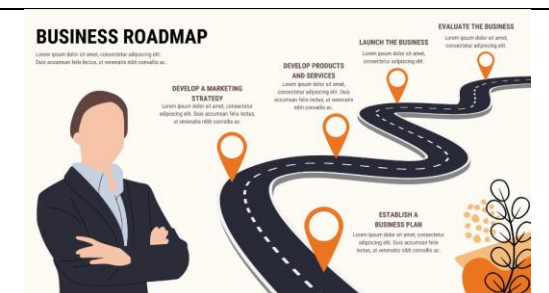 BUSINESS ROADMAP
Lorem ipsum dolor sit amet, consectetur adipiscing elit.
Duis accumsan felis lectus, ut venenatis nibh convallis ac.
EVALUATE THE BUSINESS
Lorem ipsum dolor sit amet,
consectetur adipiscing elit.
LAUNCH THE BUSINESS
Lorem ipsum dolor sit amet,
consectetur adipiscing elit.
DEVELOP PRODUCTS
AND SERVICES
Lorem ipsum dolor sit amet,
consectetur adipiscing elit. Duis
accumsan felis lectus, ut
venenatis nibh convallis ac.
DEVELOP A MARKETING
STRATEGY
Lorem ipsum dolor sit amet, consectetur
adipiscing elit. Duis accumsan felis lectus,
ut venenatis nibh convallis ac.
ESTABLISH A
BUSINESS PLAN
Lorem ipsum dolor sit amet, consectetur
adipiscing elit. Duis accumsan felis
lectus, ut venenatis nibh convallis ac.